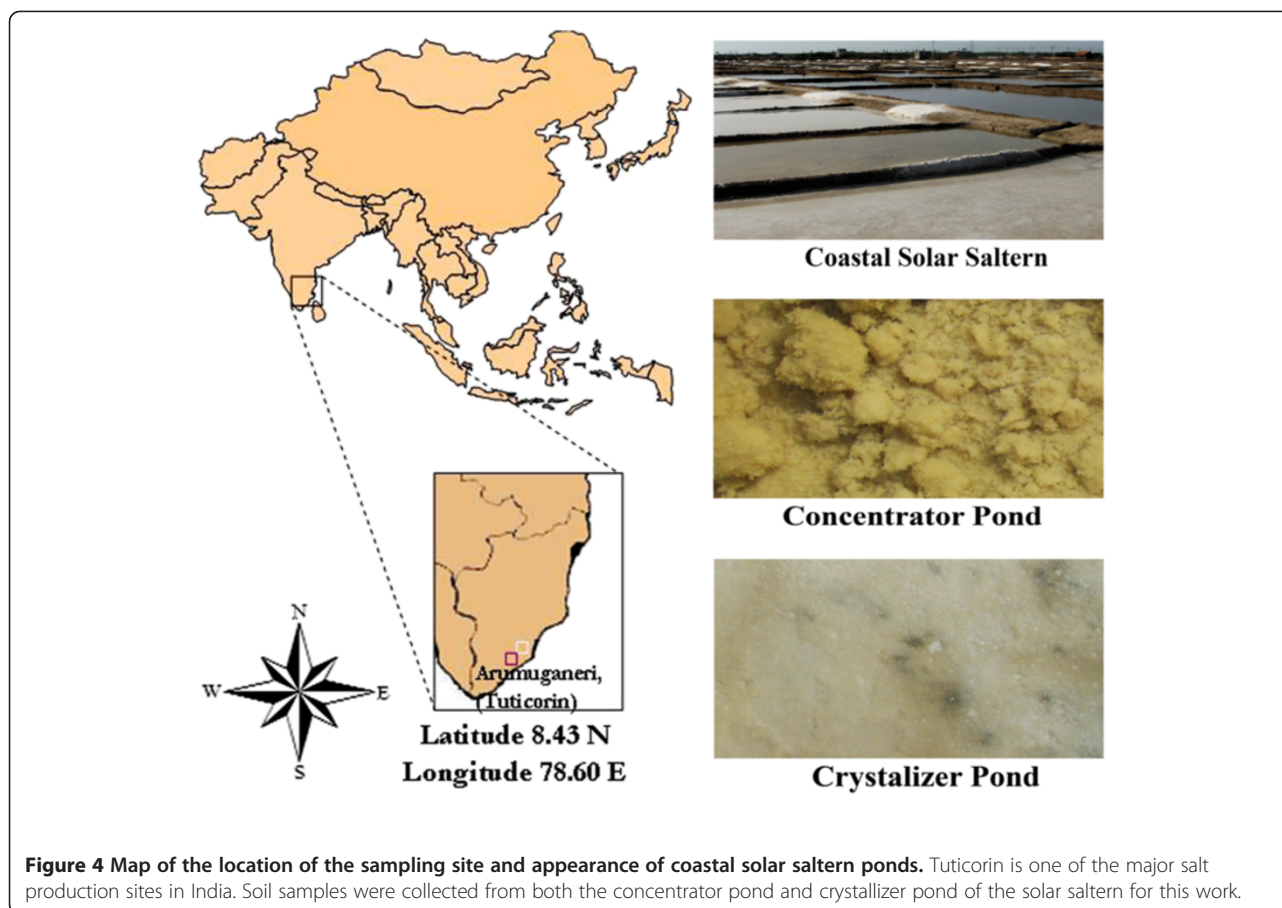 Coastal Solar Saltern
Concentrator Pond
N
W
E
S
Arumuganeri,
(Tuticorin)
Latitude 8.43 N
Longitude 78.60 E
Crystalizer Pond
Figure 4 Map of the location of the sampling site and appearance of coastal solar saltern ponds. Tuticorin is one of the major salt
production sites in India. Soil samples were collected from both the concentrator pond and crystallizer pond of the solar saltern for this work.